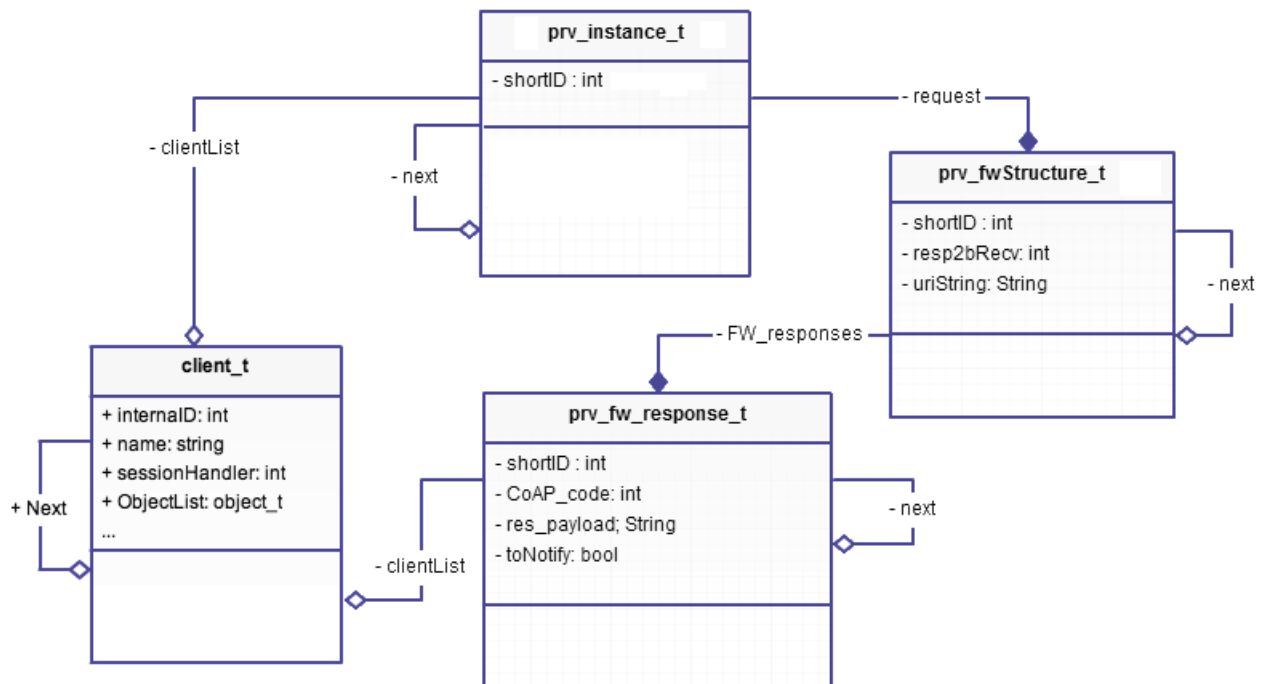 prv_instance_t
- shortID : int
- request
- clientList
- next
prv_fwStructure_t
- shortID : int
- resp2bRecv: int
- uriString: String
- next
- FW_responses
client_t
+ internalID: int
+ name: string
+ sessionHandler: int
+ ObjectList: object_t
...
+ Next
prv_fw_response_t
- shortID : int
- CoAP_code: int
- res_payload; String
- toNotify: bool
- next
- clientList